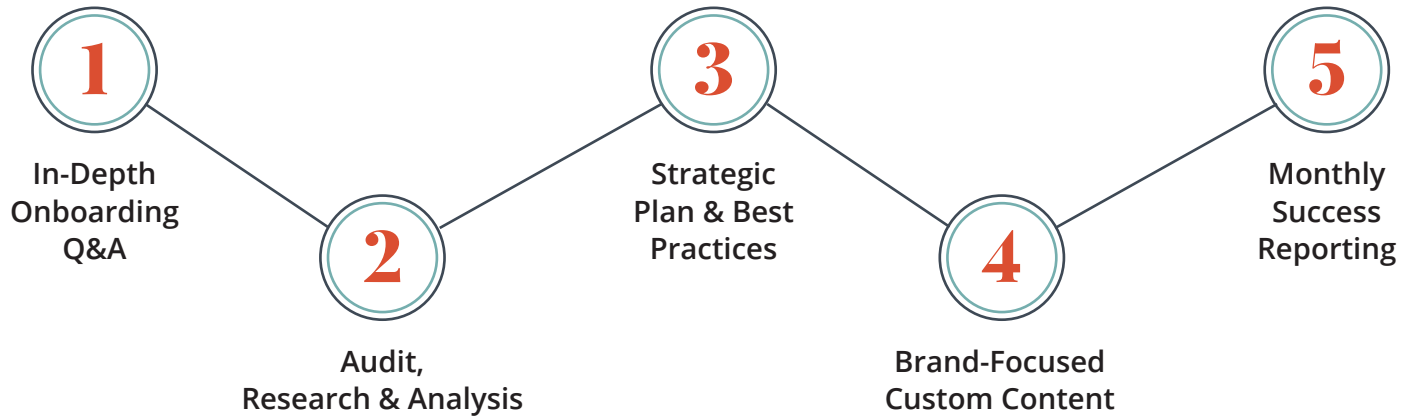 1
In-Depth
Onboarding
Q&A
2
Audit,
Research & Analysis
3
Strategic
Plan & Best
Practices
4
Brand-Focused
Custom Content
5
Monthly
Success
Reporting